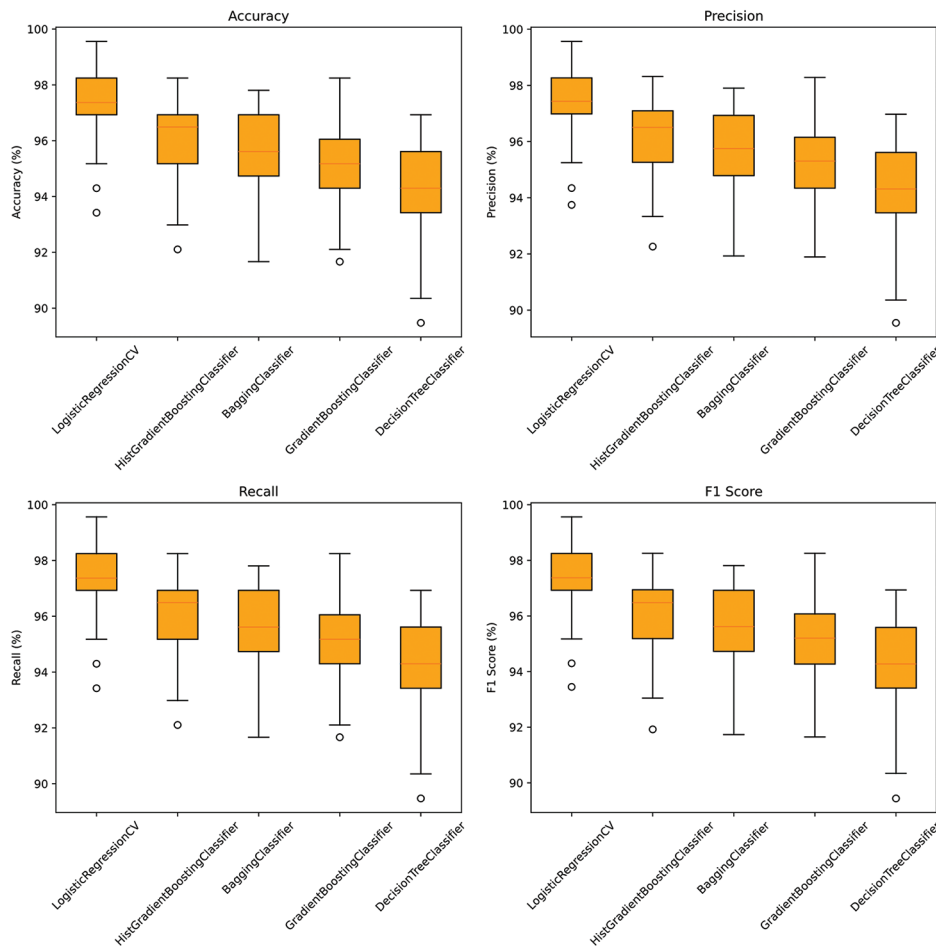 Accuracy
Accuracy (%)
100
98
96
94
92
90
LogisticRegressionCV
HistGradientBoostingClassifier
BaggingClassifier
GradientBoostingClassifier
DecisionTreeClassifier
Precision
Precision (%)
100
98
96
94
92
90
LogisticRegressionCV
HistGradientBoostingClassifier
BaggingClassifier
GradientBoostingClassifier
DecisionTreeClassifier
Recall
Recall (%)
100
98
96
94
92
90
LogisticRegressionCV
HistGradientBoostingClassifier
BaggingClassifier
GradientBoostingClassifier
DecisionTreeClassifier
F1 Score
F1 Score (%)
100
98
96
94
92
90
LogisticRegressionCV
HistGradientBoostingClassifier
BaggingClassifier
GradientBoostingClassifier
DecisionTreeClassifier